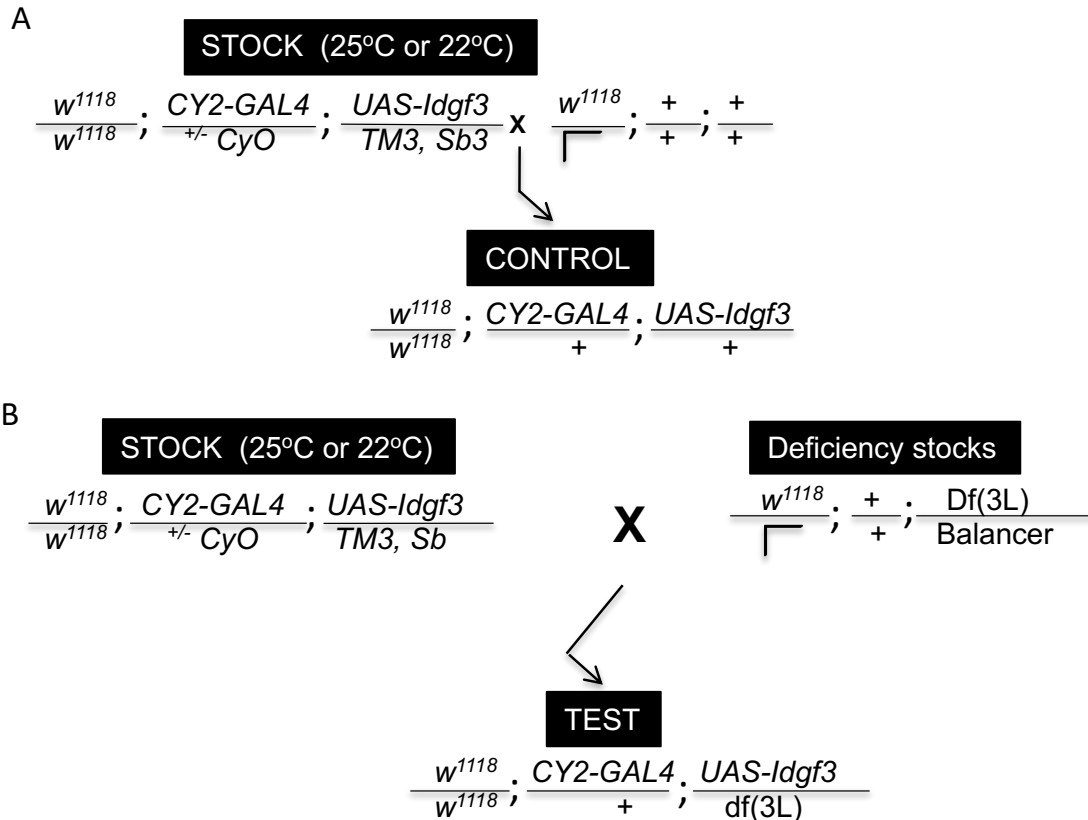 A
STOCK (25°C or 22°C)
w1118 ; CY2-GAL4 ; UAS-Idgf3 x w1118 ; + ; +
w1118 +/- CyO TM3, Sb3 + +
CONTROL
w1118 ; CY2-GAL4 ; UAS-Idgf3
w1118 + +
B
STOCK (25°C or 22°C) Deficiency stocks
w1118 ; CY2-GAL4 ; UAS-Idgf3 X w1118 ; + ; Df(3L)
w1118 +/- CyO TM3, Sb + Balancer
TEST
w1118 ; CY2-GAL4 ; UAS-Idgf3
w1118 + df(3L)